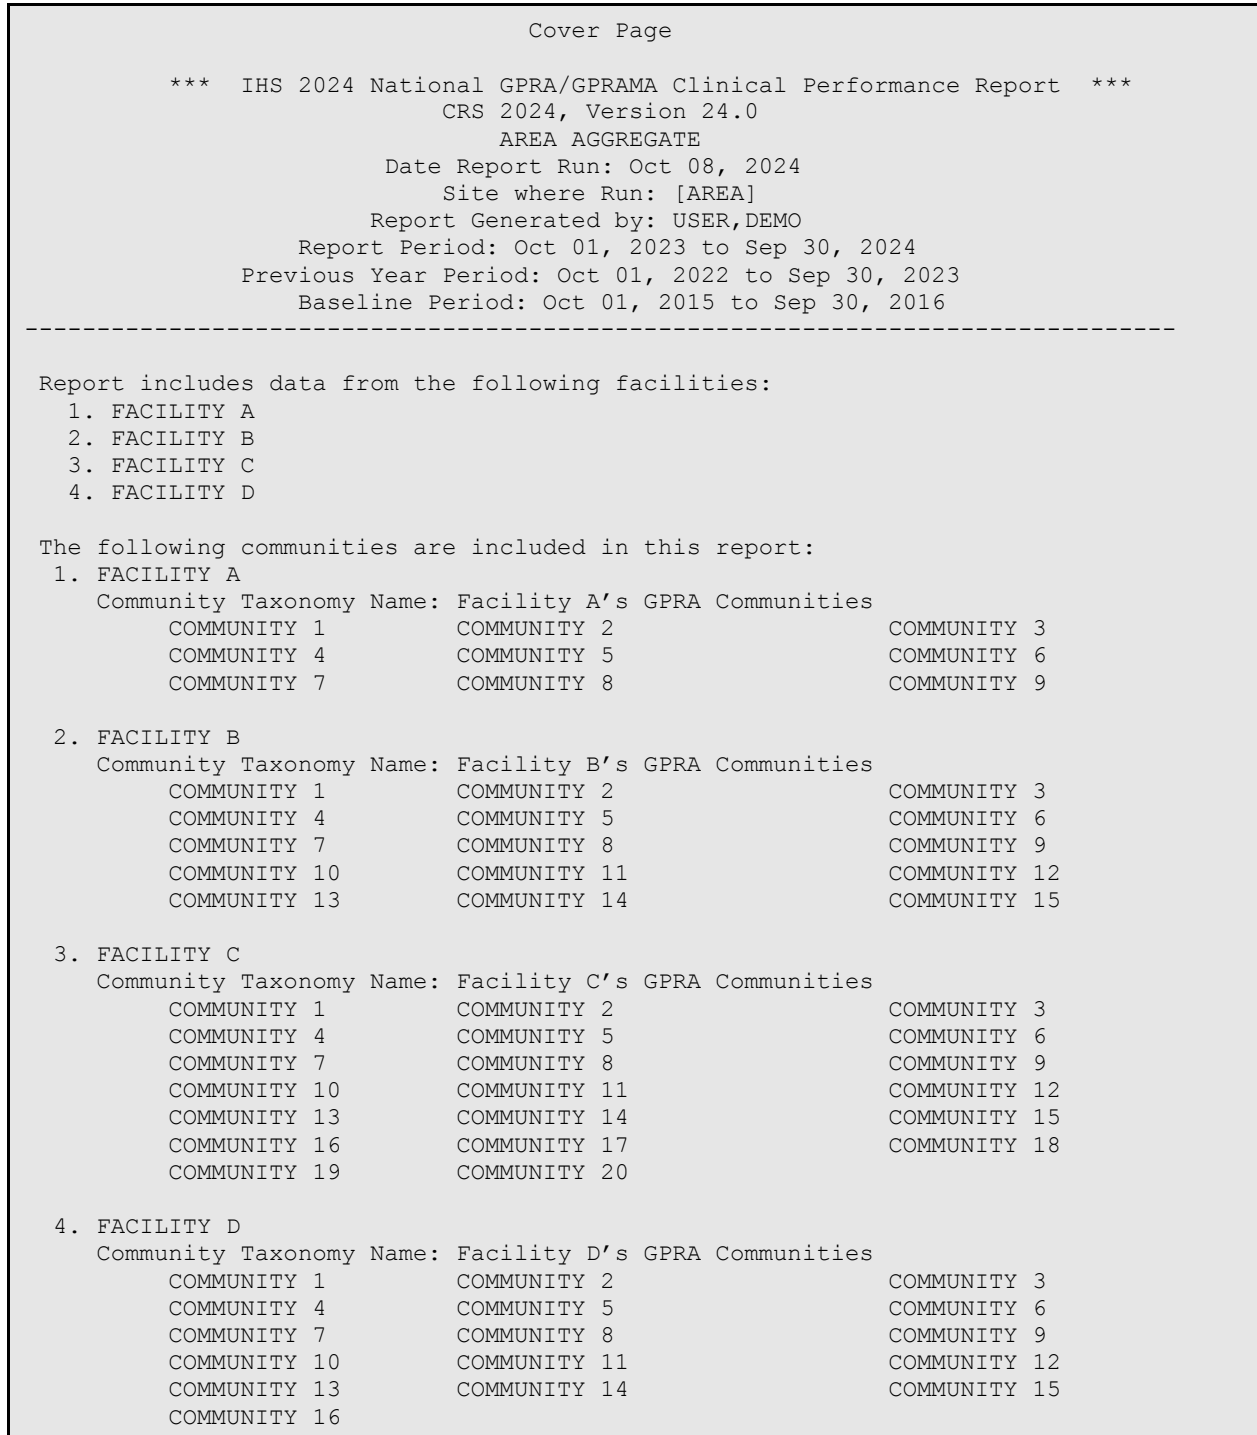 Cover Page
*** IHS 2024 National GPRA/GPRAMA Clinical Performance Report ***
CRS 2024, Version 24.0
AREA AGGREGATE
Date Report Run: Oct 08, 2024
Site where Run: [AREA]
Report Generated by: USER,DEMO
Report Period: Oct 01, 2023 to Sep 30, 2024
Previous Year Period: Oct 01, 2022 to Sep 30, 2023
Baseline Period: Oct 01, 2015 to Sep 30, 2016
--------------------------------------------------------------------------------
Report includes data from the following facilities:
1. FACILITY A
2. FACILITY B
3. FACILITY C
4. FACILITY D
The following communities are included in this report:
1. FACILITY A
Community Taxonomy Name: Facility A’s GPRA Communities
COMMUNITY 1 COMMUNITY 2 COMMUNITY 3
COMMUNITY 4 COMMUNITY 5 COMMUNITY 6
COMMUNITY 7 COMMUNITY 8 COMMUNITY 9
2. FACILITY B
Community Taxonomy Name: Facility B’s GPRA Communities
COMMUNITY 1 COMMUNITY 2 COMMUNITY 3
COMMUNITY 4 COMMUNITY 5 COMMUNITY 6
COMMUNITY 7 COMMUNITY 8 COMMUNITY 9
COMMUNITY 10 COMMUNITY 11 COMMUNITY 12
COMMUNITY 13 COMMUNITY 14 COMMUNITY 15
3. FACILITY C
Community Taxonomy Name: Facility C’s GPRA Communities
COMMUNITY 1 COMMUNITY 2 COMMUNITY 3
COMMUNITY 4 COMMUNITY 5 COMMUNITY 6
COMMUNITY 7 COMMUNITY 8 COMMUNITY 9
COMMUNITY 10 COMMUNITY 11 COMMUNITY 12
COMMUNITY 13 COMMUNITY 14 COMMUNITY 15
COMMUNITY 16 COMMUNITY 17 COMMUNITY 18
COMMUNITY 19 COMMUNITY 20
4. FACILITY D
Community Taxonomy Name: Facility D’s GPRA Communities
COMMUNITY 1 COMMUNITY 2 COMMUNITY 3
COMMUNITY 4 COMMUNITY 5 COMMUNITY 6
COMMUNITY 7 COMMUNITY 8 COMMUNITY 9
COMMUNITY 10 COMMUNITY 11 COMMUNITY 12
COMMUNITY 13 COMMUNITY 14 COMMUNITY 15
COMMUNITY 16